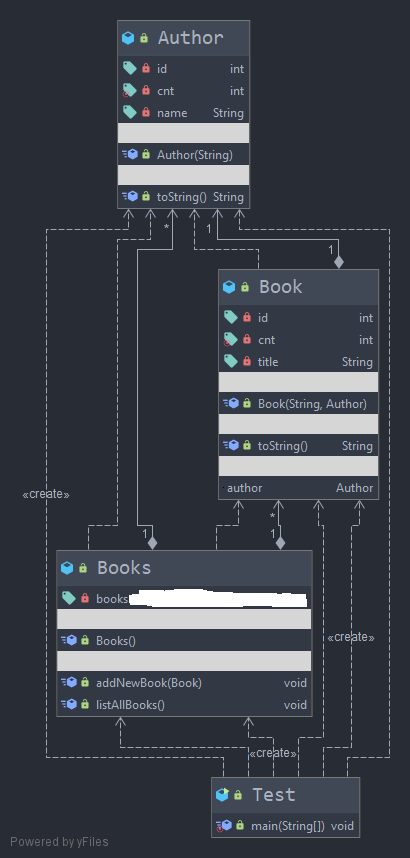 Author
id int
cnt int
name String
Author(String)
toString() String
* 1 1
Book
id int
cnt int
title String
Book(String, Author)
toString() String
author Author
«create»
1 * 1
Books
books
«create»
Books()
addNewBook(Book) void
listAllBooks() void
«create»
Test
main(String[]) void
Powered by yFiles